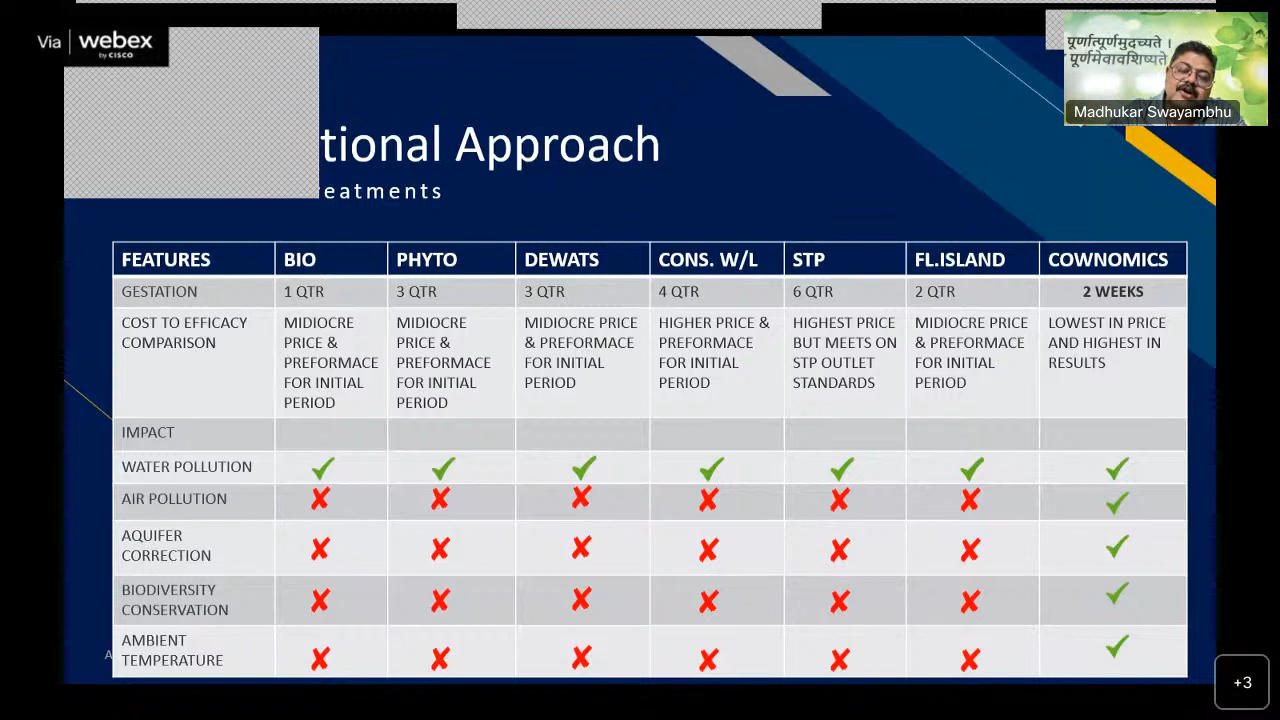 Via webex
by CISCO
पूर्णात्पूर्णमुदच्यते ।
पूर्णमेवावशिष्यते
Madhukar Swayambhu
tional Approach
eatments
FEATURES BIO PHYTO DEWATS CONS. W/L STP FL.ISLAND COWNOMICS
GESTATION 1 QTR 3 QTR 3 QTR 4 QTR 6 QTR 2 QTR 2 WEEKS
COST TO EFFICACY MIDIOCRE MIDIOCRE MIDIOCRE PRICE HIGHER PRICE & HIGHEST PRICE MIDIOCRE PRICE LOWEST IN PRICE
COMPARISON PRICE & PRICE & & PREFORMACE PREFORMACE BUT MEETS ON & PREFORMACE AND HIGHEST IN
PREFORMACE PREFORMACE FOR INITIAL FOR INITIAL STP OUTLET FOR INITIAL RESULTS
FOR INITIAL FOR INITIAL PERIOD PERIOD STANDARDS PERIOD
PERIOD PERIOD
IMPACT
WATER POLLUTION ✓ ✓ ✓ ✓ ✓ ✓ ✓
AIR POLLUTION ✗ ✗ ✗ ✗ ✗ ✗ ✓
AQUIFER
CORRECTION ✗ ✗ ✗ ✗ ✗ ✗ ✓
BIODIVERSITY
CONSERVATION ✗ ✗ ✗ ✗ ✗ ✗ ✓
AMBIENT
TEMPERATURE ✗ ✗ ✗ ✗ ✗ ✗ ✓
+3